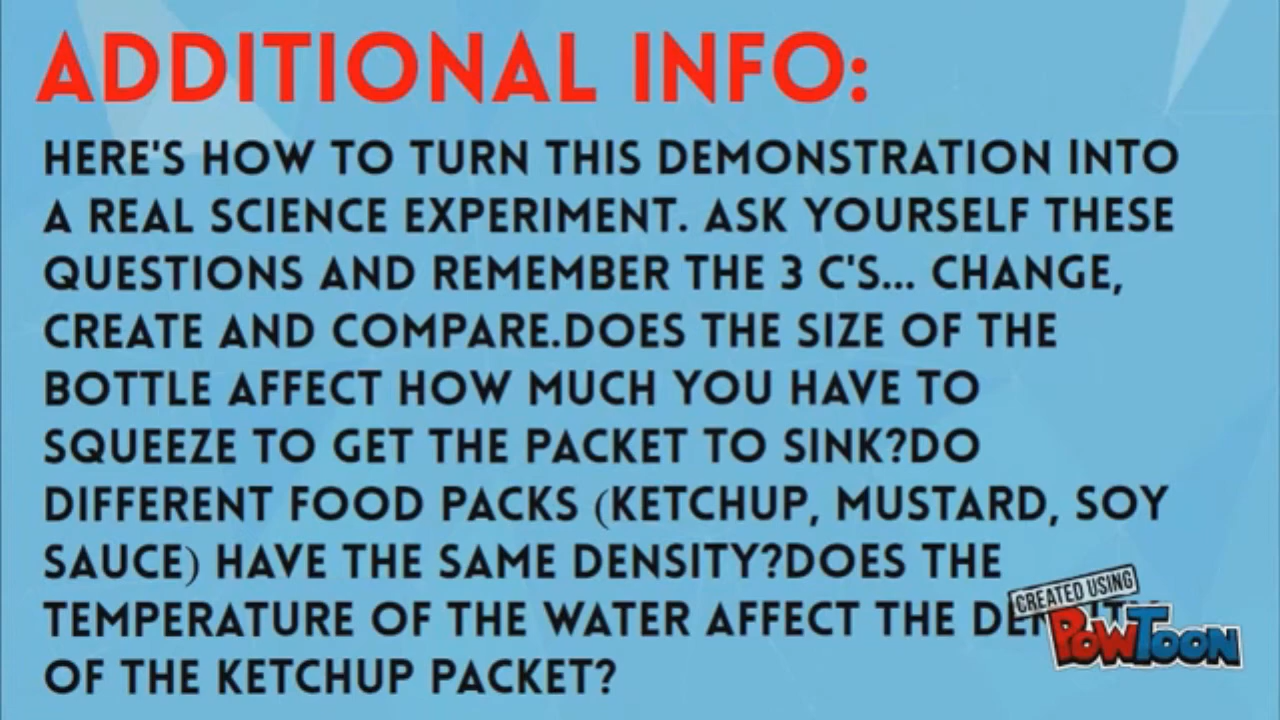 ADDITIONAL INFO:
HERE'S HOW TO TURN THIS DEMONSTRATION INTO
A REAL SCIENCE EXPERIMENT. ASK YOURSELF THESE
QUESTIONS AND REMEMBER THE 3 C'S... CHANGE,
CREATE AND COMPARE.DOES THE SIZE OF THE
BOTTLE AFFECT HOW MUCH YOU HAVE TO
SQUEEZE TO GET THE PACKET TO SINK?DO
DIFFERENT FOOD PACKS (KETCHUP, MUSTARD, SOY
SAUCE) HAVE THE SAME DENSITY?DOES THE
TEMPERATURE OF THE WATER AFFECT THE
OF THE KETCHUP PACKET?
CREATED USING
POWTOON